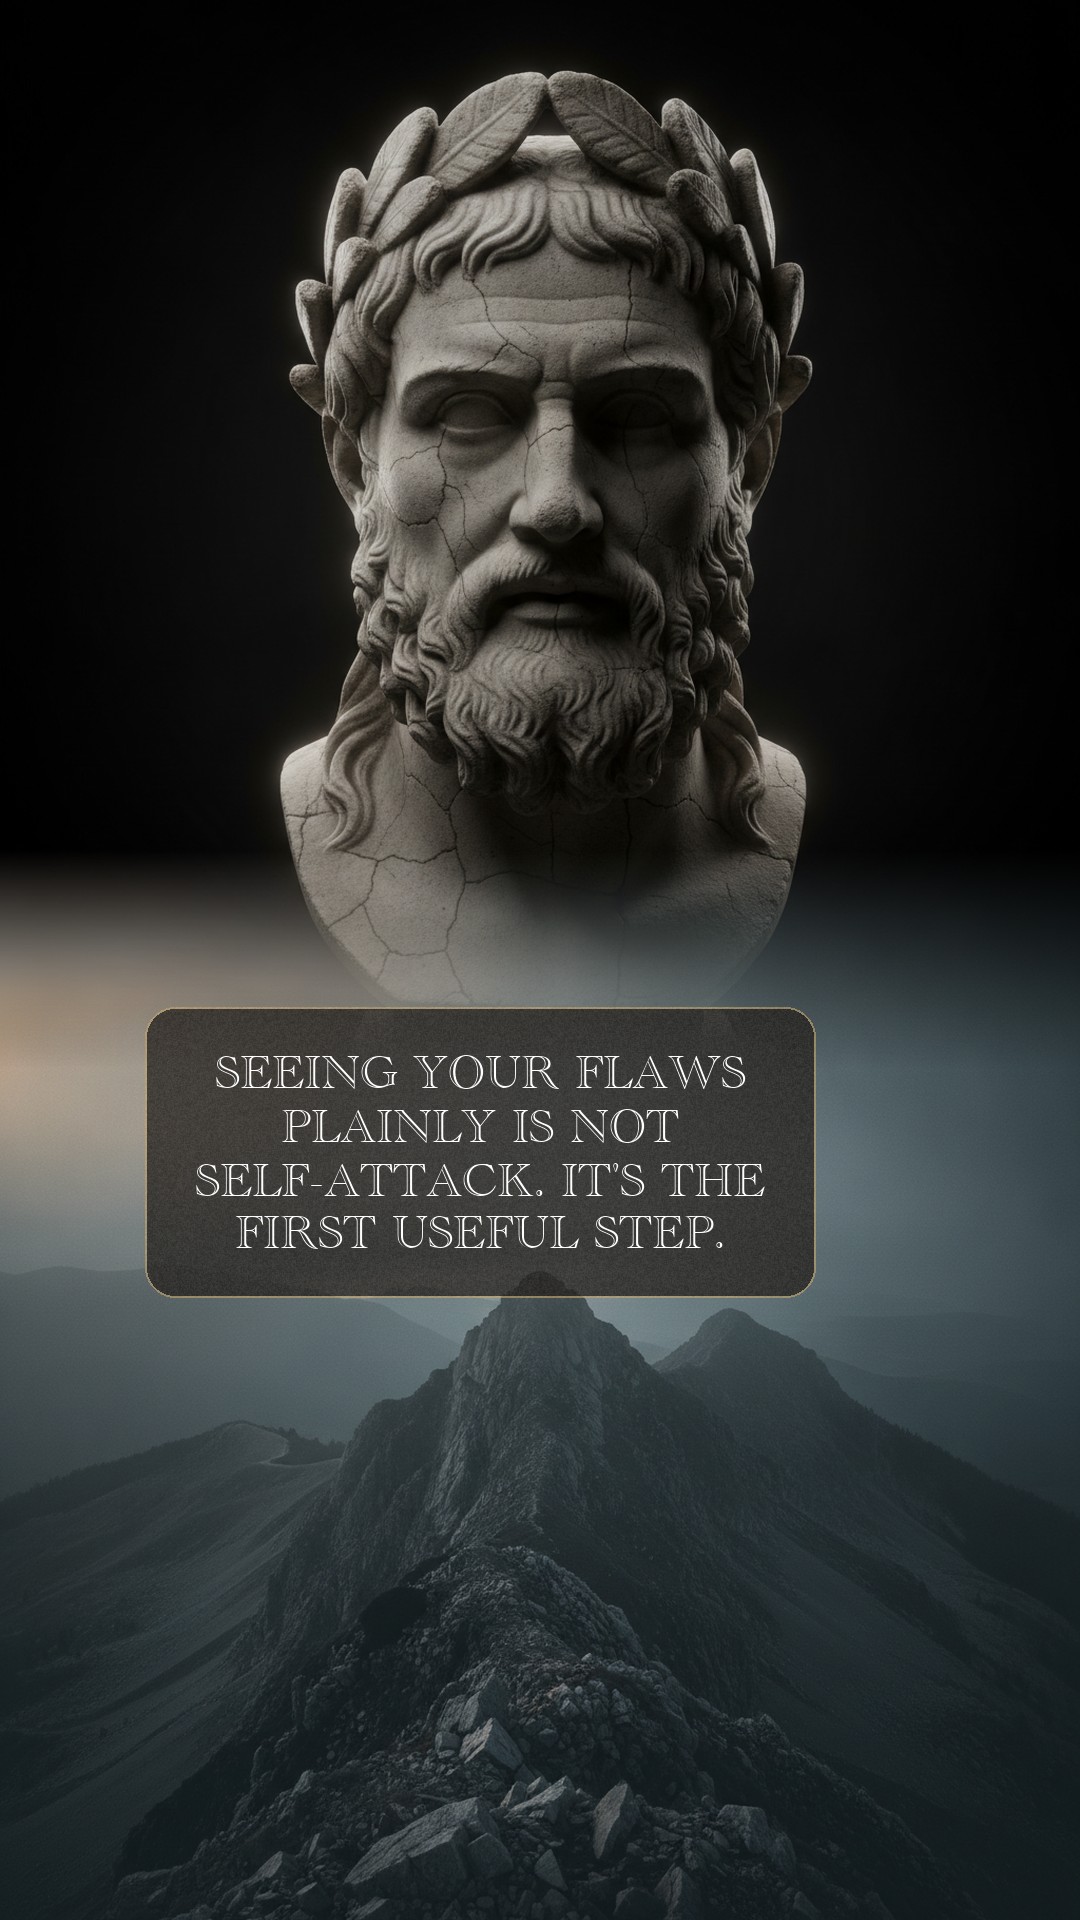 SEEING YOUR FLAWS
PLAINLY IS NOT
SELF-ATTACK. IT'S THE
FIRST USEFUL STEP.